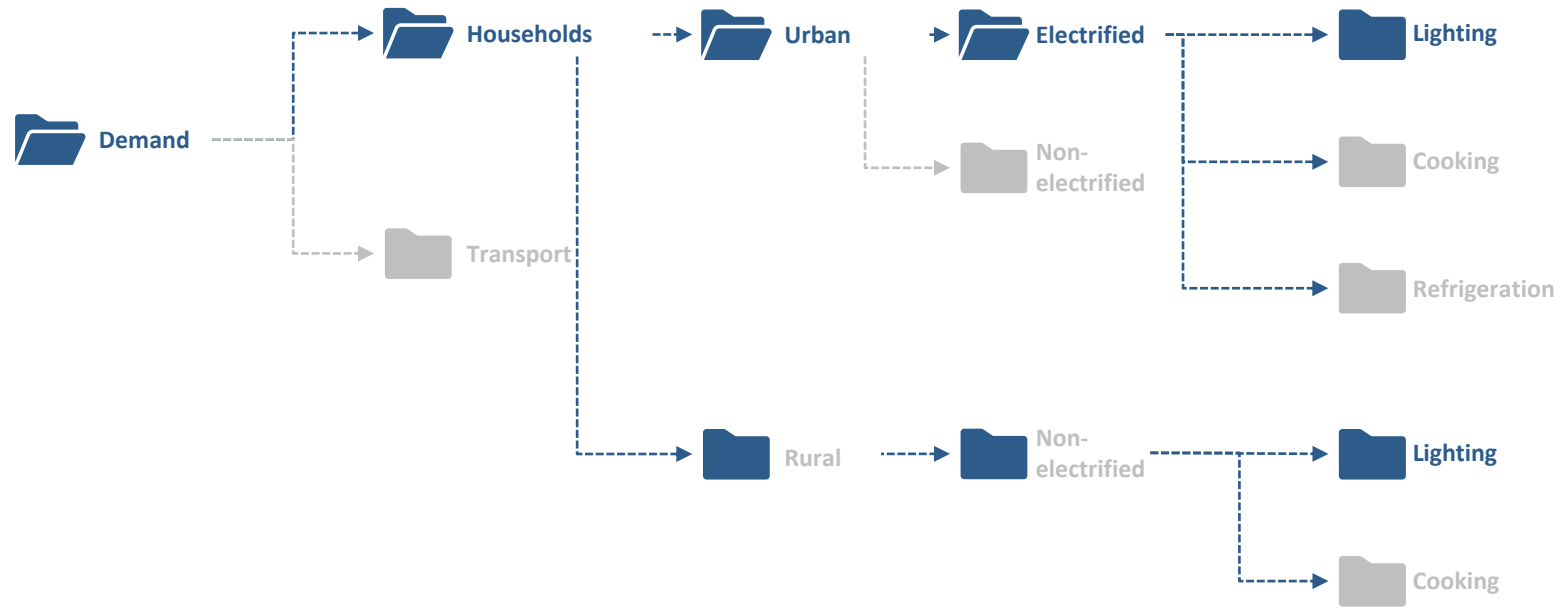 Households
Urban
Electrified
Lighting
Demand
Non-
electrified
Cooking
Transport
Refrigeration
Rural
Non-
electrified
Lighting
Cooking